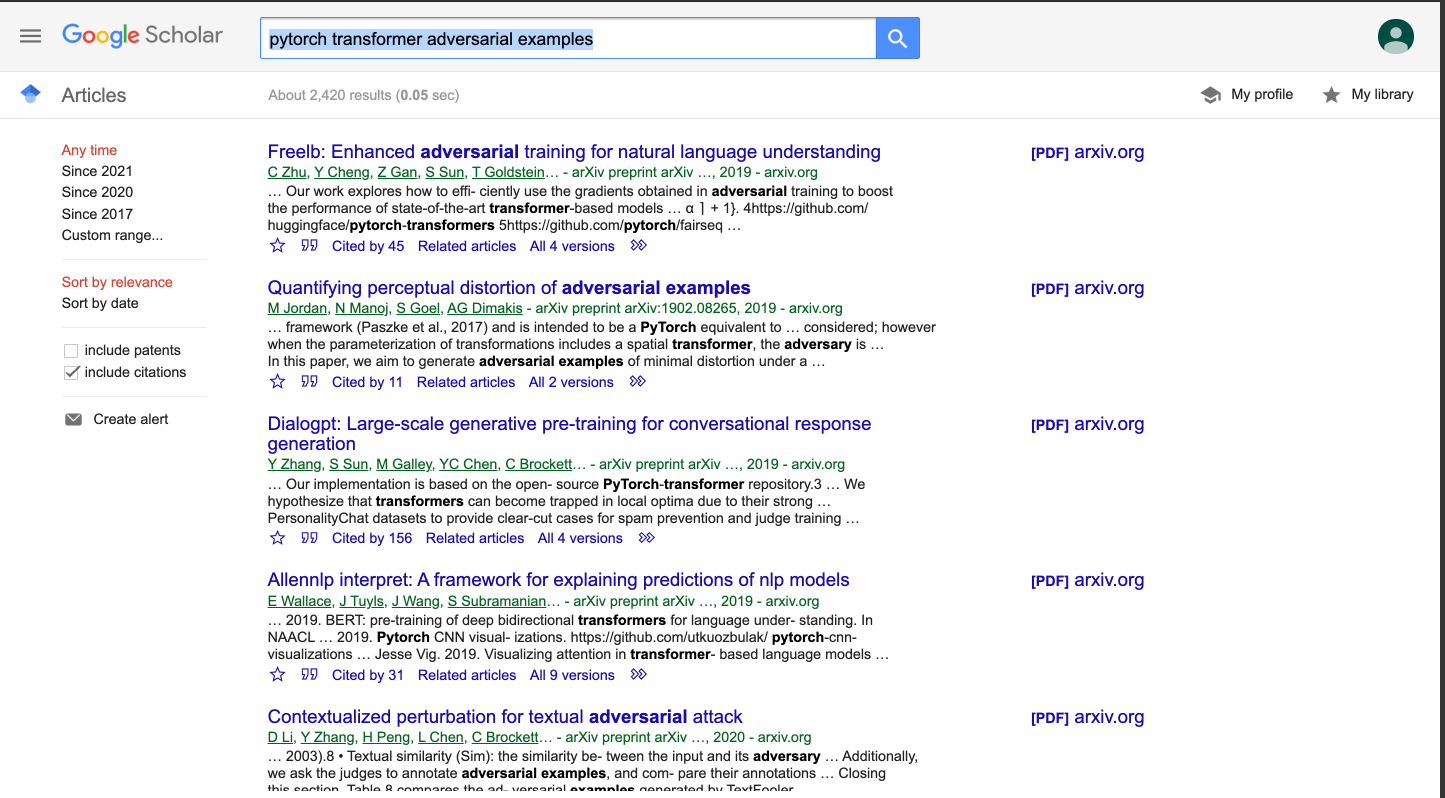 Google Scholar
pytorch transformer adversarial examples
Articles
About 2,420 results (0.05 sec)
My profile
My library
Any time
Since 2021
Since 2020
Since 2017
Custom range...
Sort by relevance
Sort by date
include patents
include citations
Create alert
Freelb: Enhanced adversarial training for natural language understanding
[PDF] arxiv.org
C Zhu, Y Cheng, Z Gan, S Sun, T Goldstein… - arXiv preprint arXiv …, 2019 - arxiv.org
… Our work explores how to effi- ciently use the gradients obtained in adversarial training to boost
the performance of state-of-the-art transformer-based models … α ⎤ + 1}. 4https://github.com/
huggingface/pytorch-transformers 5https://github.com/pytorch/fairseq …
Cited by 45 Related articles All 4 versions
Quantifying perceptual distortion of adversarial examples
[PDF] arxiv.org
M Jordan, N Manoj, S Goel, AG Dimakis - arXiv preprint arXiv:1902.08265, 2019 - arxiv.org
… framework (Paszke et al., 2017) and is intended to be a PyTorch equivalent to … considered; however
when the parameterization of transformations includes a spatial transformer, the adversary is …
In this paper, we aim to generate adversarial examples of minimal distortion under a …
Cited by 11 Related articles All 2 versions
Dialogpt: Large-scale generative pre-training for conversational response
generation
[PDF] arxiv.org
Y Zhang, S Sun, M Galley, YC Chen, C Brockett… - arXiv preprint arXiv …, 2019 - arxiv.org
… Our implementation is based on the open- source PyTorch-transformer repository.3 … We
hypothesize that transformers can become trapped in local optima due to their strong …
PersonalityChat datasets to provide clear-cut cases for spam prevention and judge training …
Cited by 156 Related articles All 4 versions
Allennlp interpret: A framework for explaining predictions of nlp models
[PDF] arxiv.org
E Wallace, J Tuyls, J Wang, S Subramanian… - arXiv preprint arXiv …, 2019 - arxiv.org
… 2019. BERT: pre-training of deep bidirectional transformers for language under- standing. In
NAACL … 2019. Pytorch CNN visual- izations. https://github.com/utkuozbulak/ pytorch-cnn-
visualizations … Jesse Vig. 2019. Visualizing attention in transformer- based language models …
Cited by 31 Related articles All 9 versions
Contextualized perturbation for textual adversarial attack
[PDF] arxiv.org
D Li, Y Zhang, H Peng, L Chen, C Brockett… - arXiv preprint arXiv …, 2020 - arxiv.org
… 2003).8 • Textual similarity (Sim): the similarity be- tween the input and its adversary … Additionally,
we ask the judges to annotate adversarial examples, and com- pare their annotations … Closing
this section, Table 8 compares the ad- versarial examples generated by TextFooler